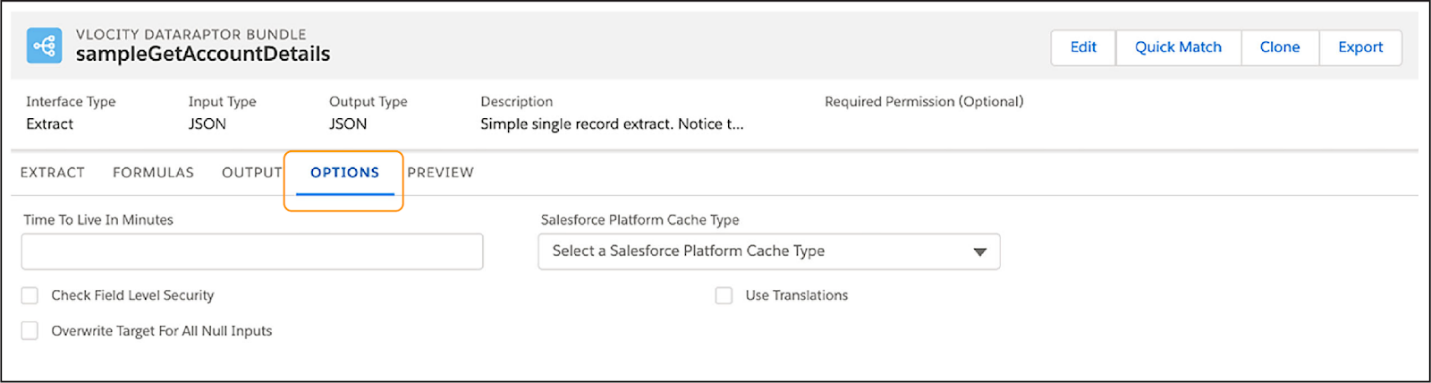 VLOCITY DATARAPTOR BUNDLE
sampleGetAccountDetails
Edit Quick Match Clone Export
Interface Type Input Type Output Type Description Required Permission (Optional)
Extract JSON JSON Simple single record extract. Notice t...
EXTRACT FORMULAS OUTPUT OPTIONS PREVIEW
Time To Live In Minutes Salesforce Platform Cache Type
Select a Salesforce Platform Cache Type
Check Field Level Security Use Translations
Overwrite Target For All Null Inputs